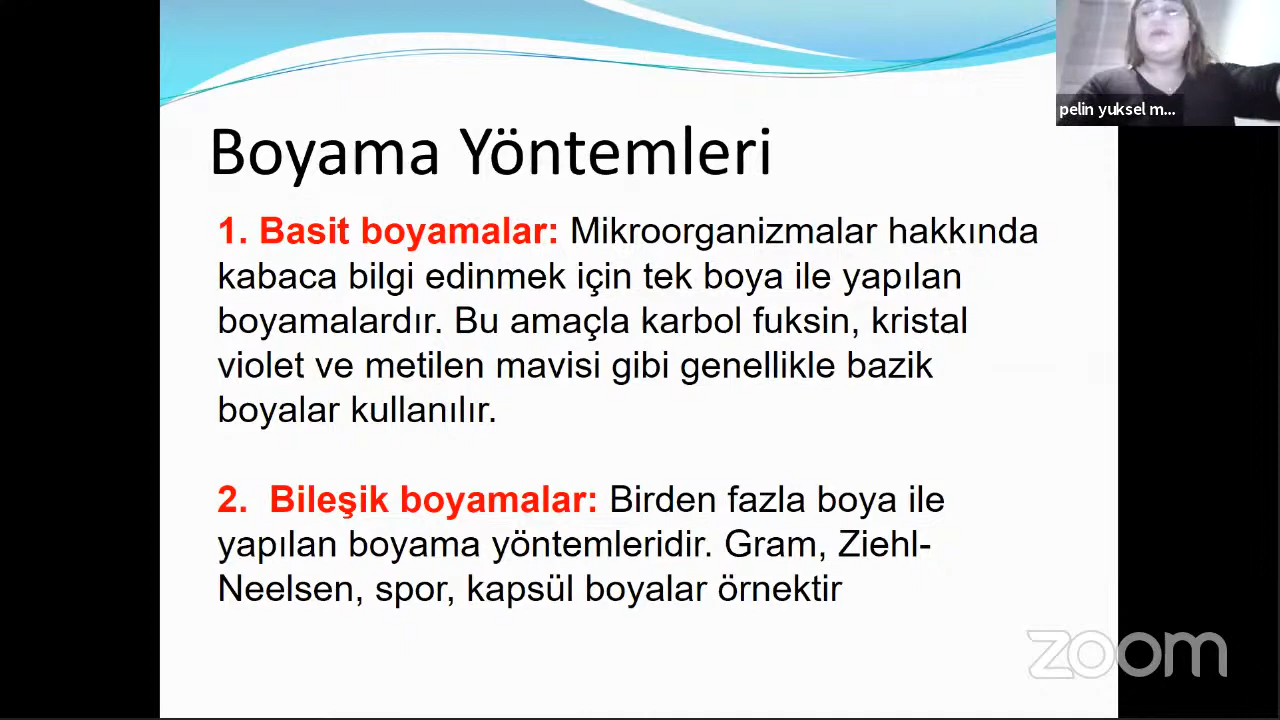 pelin yuksel m...
Boyama Yöntemleri
1. Basit boyamalar: Mikroorganizmalar hakkında
kabaca bilgi edinmek için tek boya ile yapılan
boyamalardır. Bu amaçla karbol fuksin, kristal
violet ve metilen mavisi gibi genellikle bazik
boyalar kullanılır.
2. Bileşik boyamalar: Birden fazla boya ile
yapılan boyama yöntemleridir. Gram, Ziehl-
Neelsen, spor, kapsül boyalar örnektir
zoom